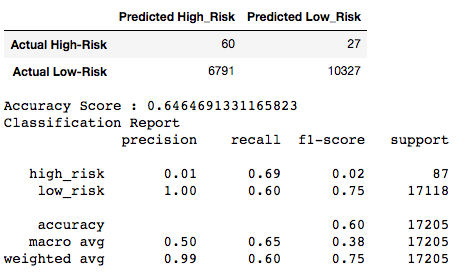 Predicted High_Risk Predicted Low_Risk
Actual High-Risk 60 27
Actual Low-Risk 6791 10327
Accuracy Score : 0.6464691331165823
Classification Report
precision recall f1-score support
high_risk 0.01 0.69 0.02 87
low_risk 1.00 0.60 0.75 17118
accuracy 0.60 17205
macro avg 0.50 0.65 0.38 17205
weighted avg 0.99 0.60 0.75 17205